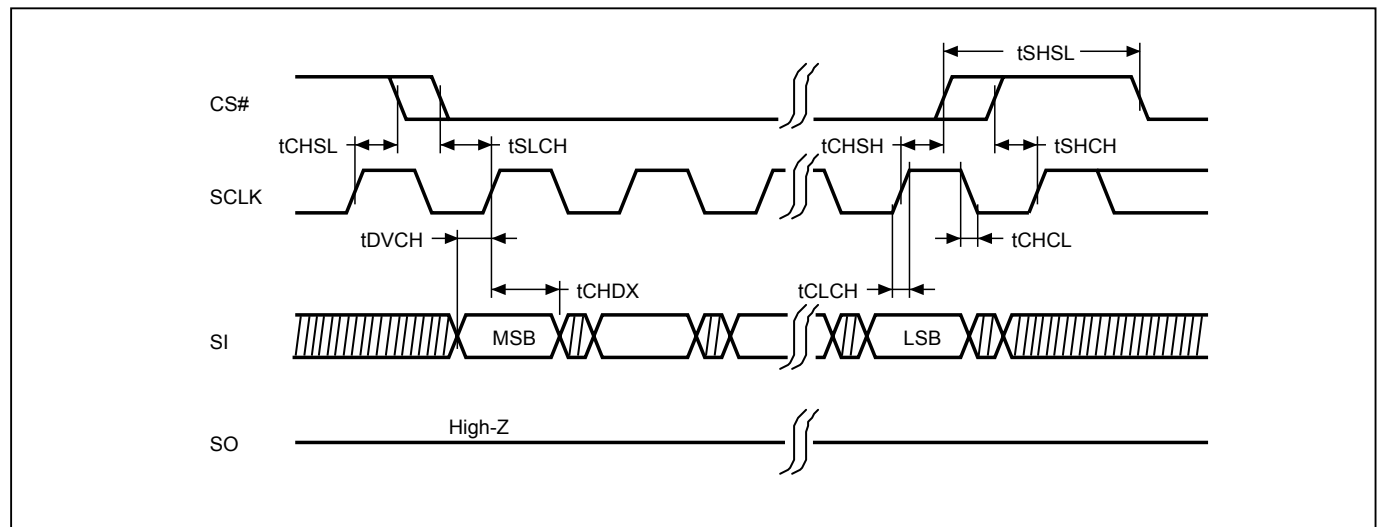 tSHSL
CS#
tCHSL
tSLCH
tCHSH
tSHCH
SCLK
tDVCH
tCHCL
tCHDX
tCLCH
SI
MSB
LSB
High-Z
SO